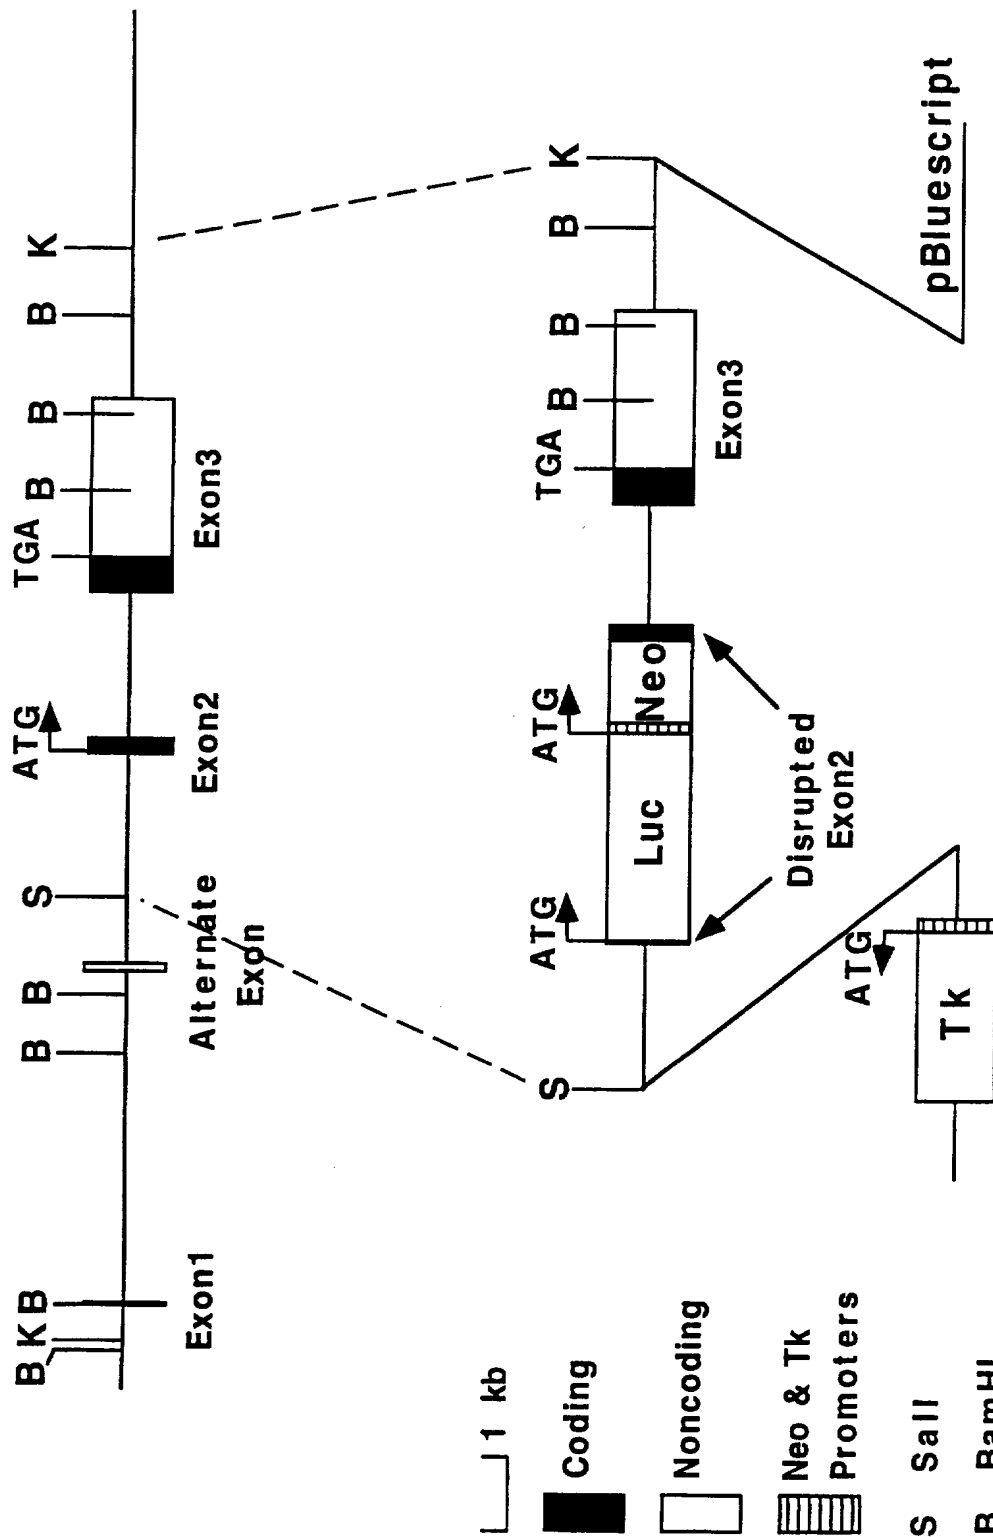 B K B B B S ATG TGA B B B K
Exon1 Alternate Exon Exon2 Exon3
S ATG ATG TGA B B K
B
Luc Neo
Exon3
Disrupted
Exon2
ATG
Tk
pBluescript
1 kb
Coding
Noncoding
Neo & Tk
Promoters
S SalI
B BamHI